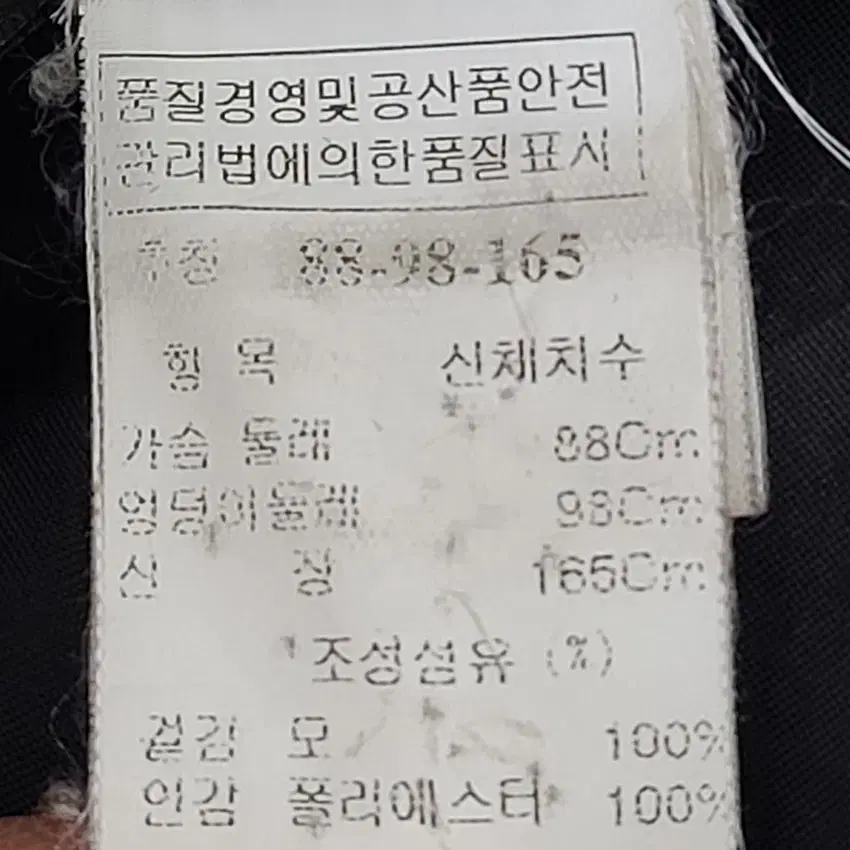 품질경영및공산품안전
관리법에의한품질표시
88-98-165
항 목 신체치수
가슴 둘레 88Cm
엉덩이둘레 98Cm
신 장 165Cm
조성섬유 (%)
겉감 모 100%
안감 폴리에스터 100%